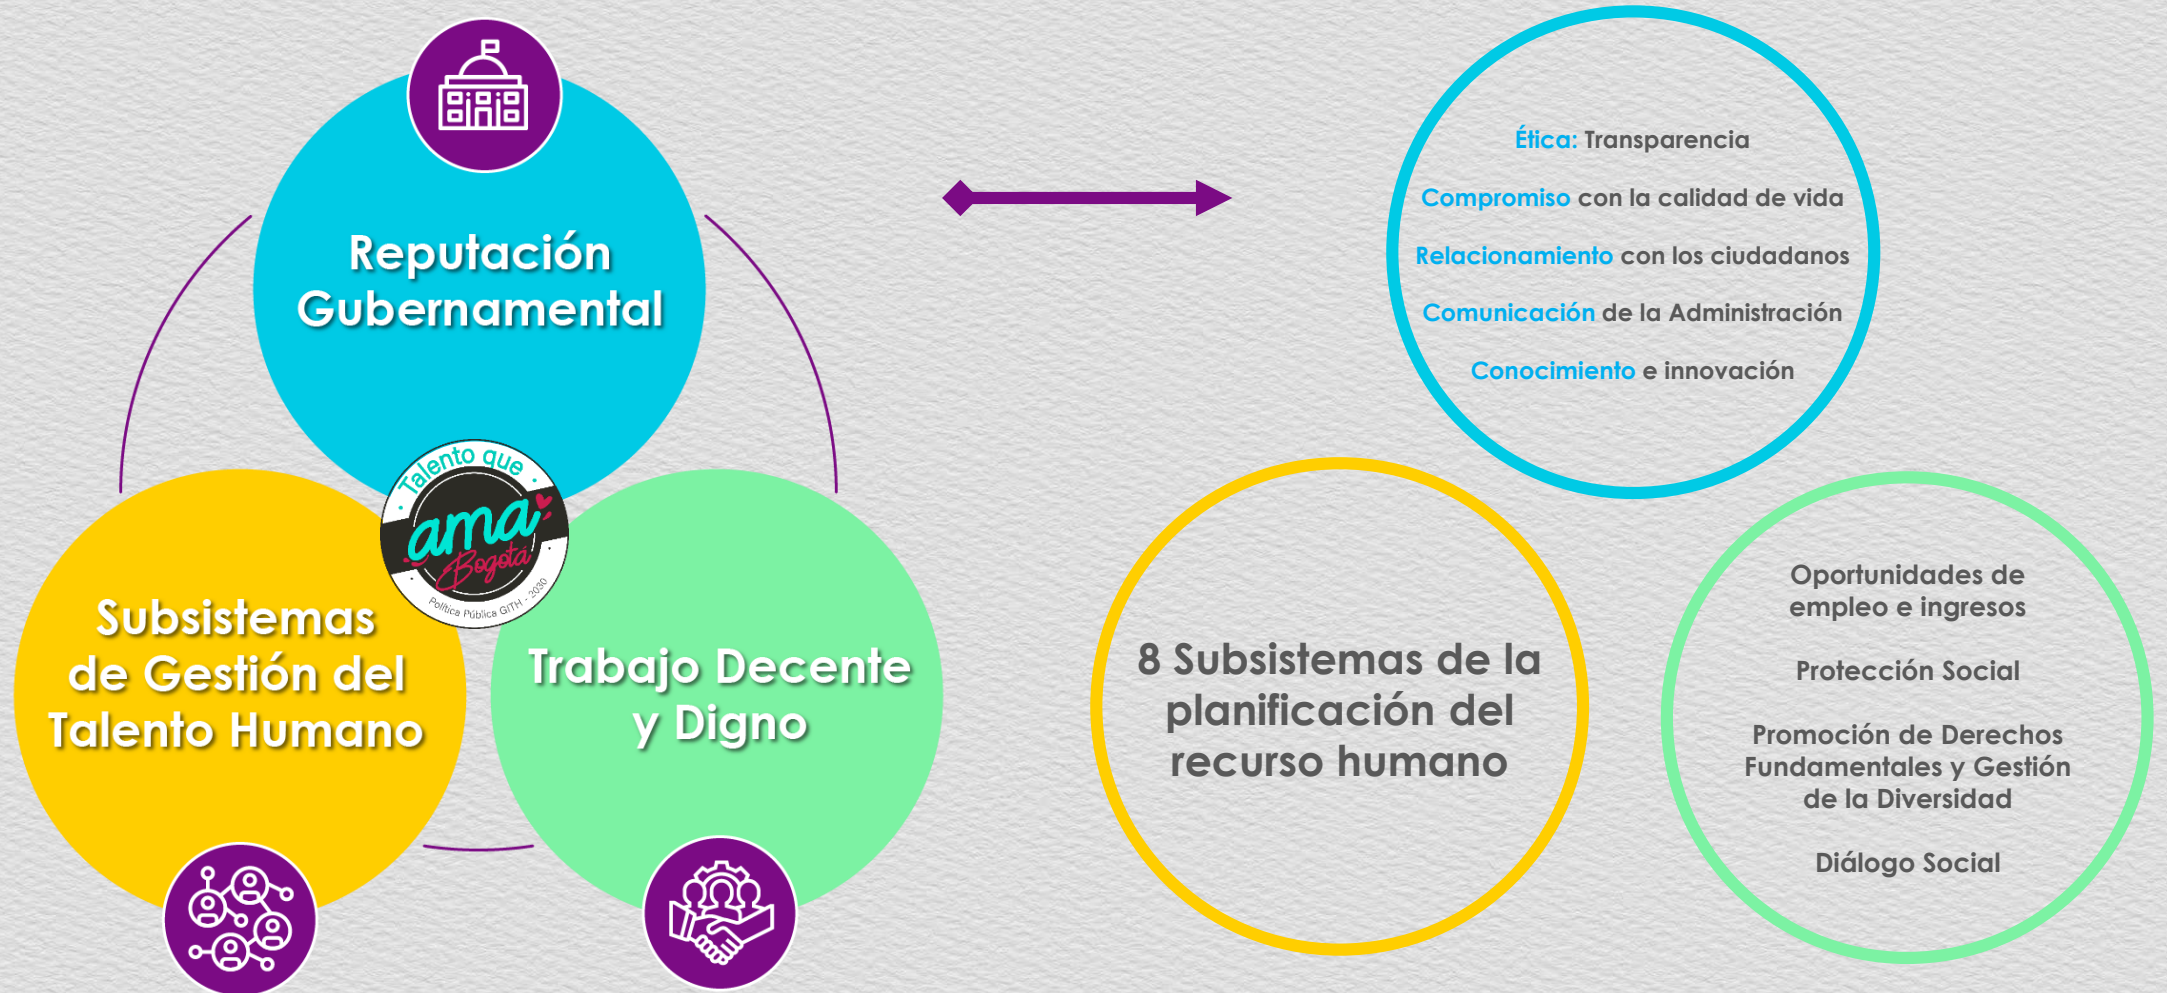 Reputación
Gubernamental
Talento que
ama
Bogotá
Política Pública GITH - 2030
Subsistemas
de Gestión del
Talento Humano
Trabajo Decente
y Digno
Ética: Transparencia
Compromiso con la calidad de vida
Relacionamiento con los ciudadanos
Comunicación de la Administración
Conocimiento e innovación
8 Subsistemas de la
planificación del
recurso humano
Oportunidades de
empleo e ingresos
Protección Social
Promoción de Derechos
Fundamentales y Gestión
de la Diversidad
Diálogo Social